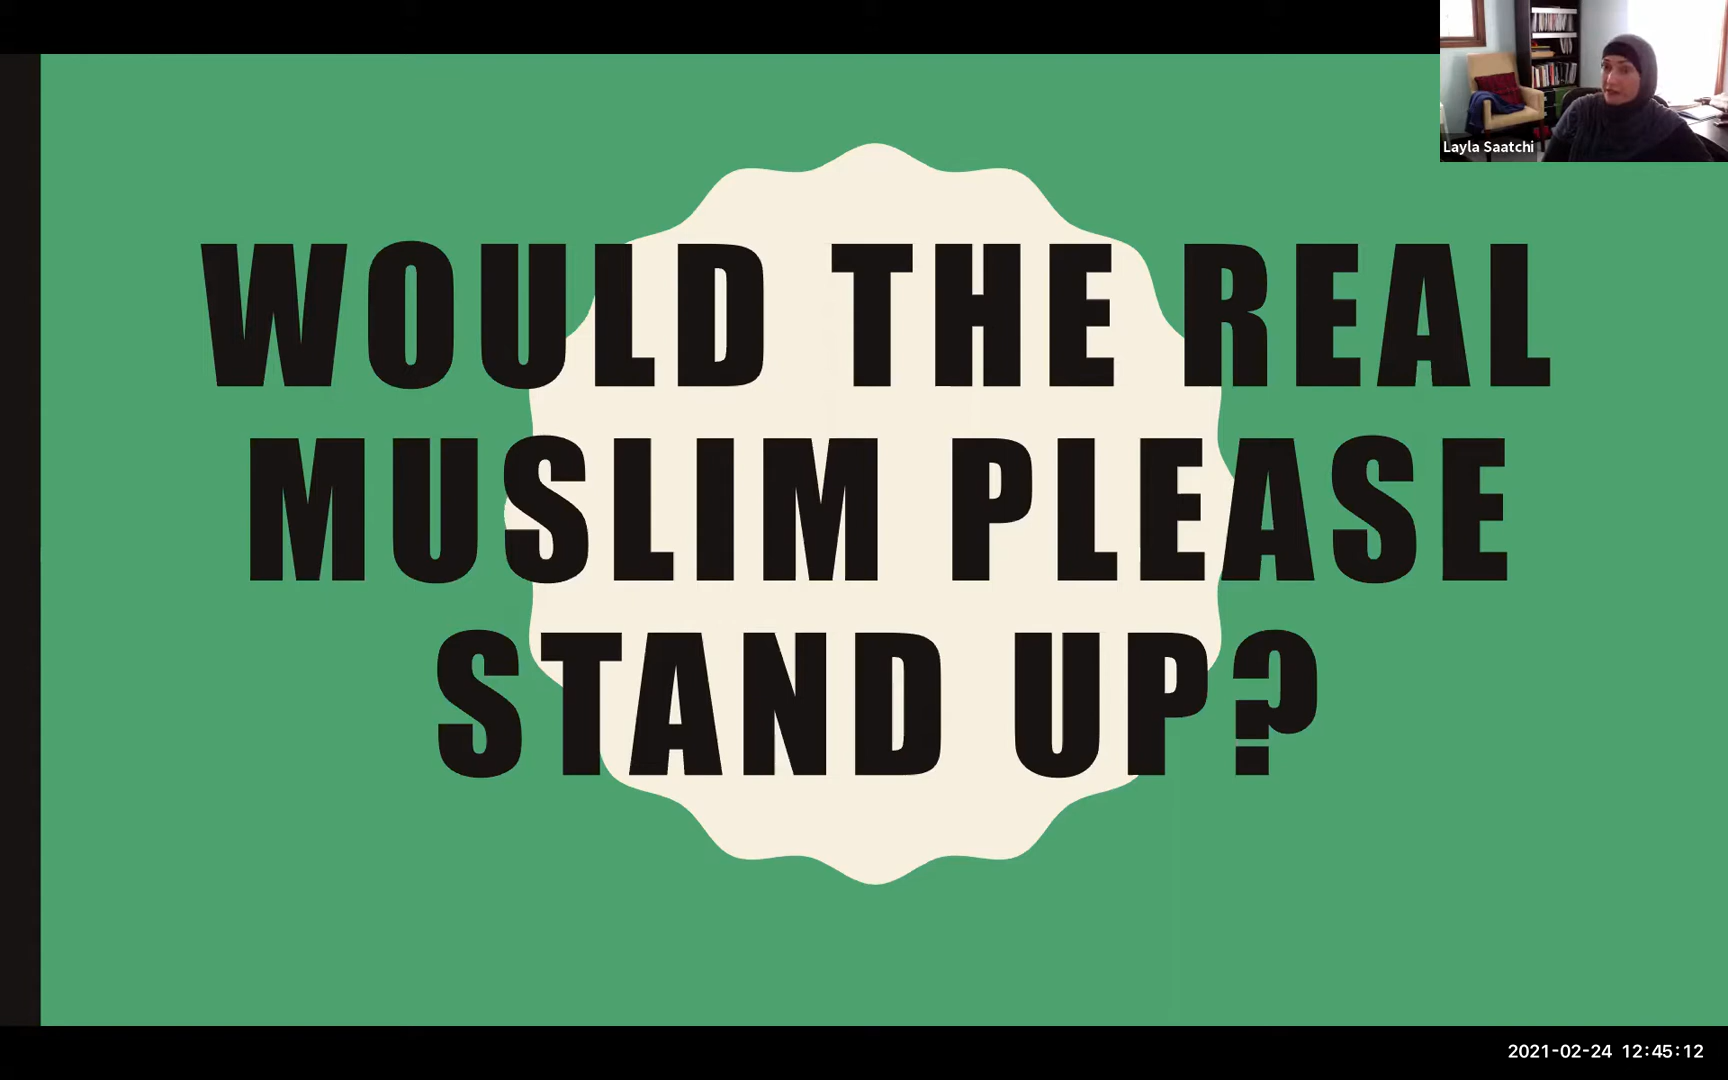 Layla Saatchi
WOULD THE REAL
MUSLIM PLEASE
STAND UP?
2021-02-24 12:45:12